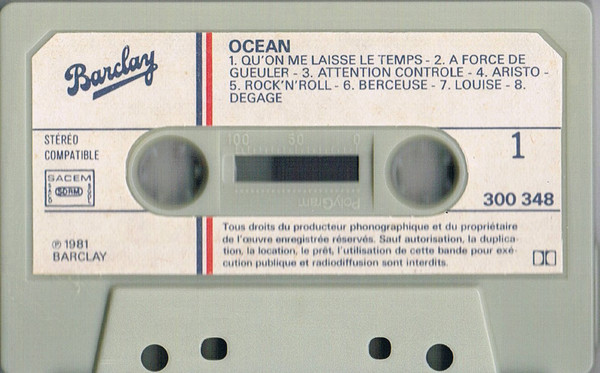 Barclay
OCEAN
1. QU'ON ME LAISSE LE TEMPS - 2. A FORCE DE
GUEULER - 3. ATTENTION CONTROLE - 4. ARISTO -
5. ROCK'N'ROLL - 6. BERCEUSE - 7. LOUISE - 8.
DEGAGE
STÉRÉO
COMPATIBLE
100 50 0
1
SACEM
SDRM
PolyGram
300 348
℗ 1981
BARCLAY
Tous droits du producteur phonographique et du propriétaire
de l'œuvre enregistrée réservés. Sauf autorisation, la duplica-
tion, la location, le prêt, l'utilisation de cette bande pour exé-
cution publique et radiodiffusion sont interdits.